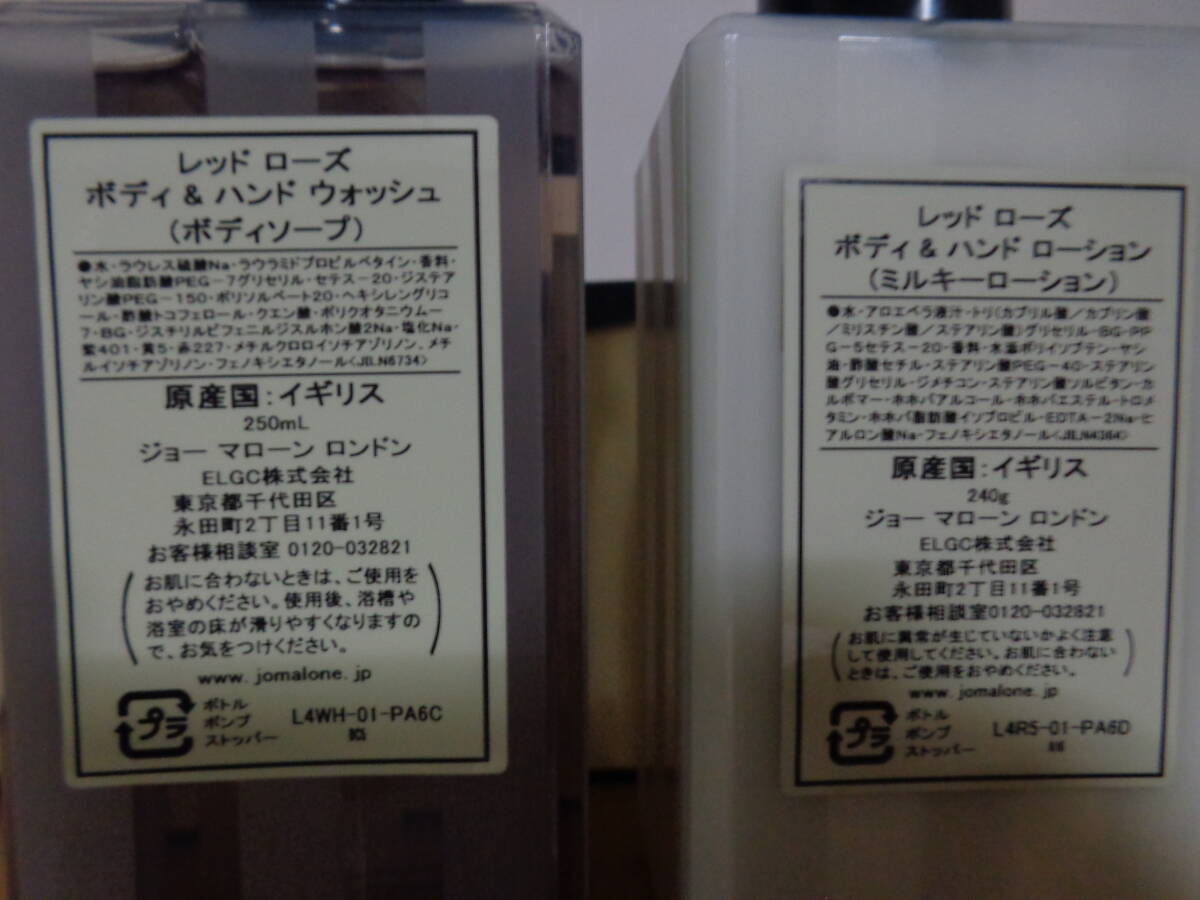 レッド ローズ
ボディ & ハンド ウォッシュ
(ボディソープ)
●水・ラウレス硫酸Na・ラウラミドプロピルベタイン・香料・
ヤシ油脂肪酸PEG-7グリセリル・セテス-20・ジステア
リン酸PEG-150・ポリソルベート20・ヘキシレングリコ
ール・酢酸トコフェロール・クエン酸・ポリクオタニウム-
7・BG・ジスチリルビフェニルジスルホン酸2Na・塩化Na・
紫401・黄5・赤227・メチルクロロイソチアゾリノン、メチ
ルイソチアゾリノン・フェノキシエタノール<JB.N6734>
原産国:イギリス
250mL
ジョー マローン ロンドン
ELGC株式会社
東京都千代田区
永田町2丁目11番1号
お客様相談室 0120-032821
(お肌に合わないときは、ご使用を
おやめください。使用後、浴槽や
浴室の床が滑りやすくなりますの
で、お気をつけください。)
www.jomalone.jp
プラ
ボトル
ポンプ
ストッパー
L4WH-01-PA6C
レッド ローズ
ボディ & ハンド ローション
(ミルキーローション)
●水・アロエベラ液汁・トリ(カプリル酸/カプリン酸
/ミリスチン酸/ステアリン酸)グリセリル・BG・PP
G-5セテス-20・香料・水添ポリイソブテン・ヤシ
油・酢酸セチル・ステアリン酸PEG-40・ステアリン
酸グリセリル・ジメチコン・ステアリン酸ソルビタン・カ
ルボマー・ホホバアルコール・ホホバエステル・トロメ
タミン・ホホバ脂肪酸イソプロピル・EDTA-2Na・ヒ
アルロン酸Na・フェノキシエタノール<JB.N4364>
原産国:イギリス
240g
ジョー マローン ロンドン
ELGC株式会社
東京都千代田区
永田町2丁目11番1号
お客様相談室0120-032821
(お肌に異常が生じていないかよく注意
して使用してください。お肌に合わない
ときは、ご使用をおやめください。)
www.jomalone.jp
プラ
ボトル
ポンプ
ストッパー
L4R5-01-PA6D